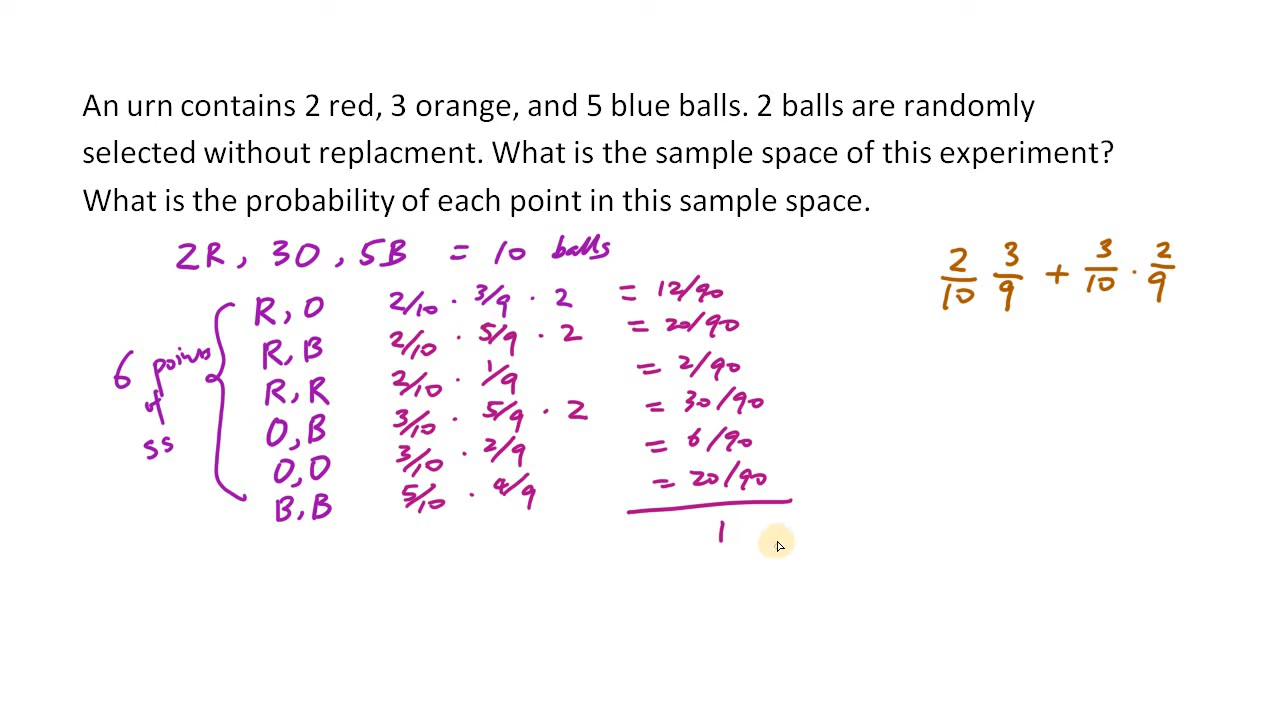 An urn contains 2 red, 3 orange, and 5 blue balls. 2 balls are randomly
selected without replacment. What is the sample space of this experiment?
What is the probability of each point in this sample space.
2R, 3O, 5B = 10 balls
2/10 3/9 + 3/10 · 2/9
6 points of ss
R, O 2/10 · 3/9 · 2 = 12/90
R, B 2/10 · 5/9 · 2 = 20/90
R, R 2/10 · 1/9 = 2/90
O, B 3/10 · 5/9 · 2 = 30/90
O, O 3/10 · 2/9 = 6/90
B, B 5/10 · 4/9 = 20/90
1